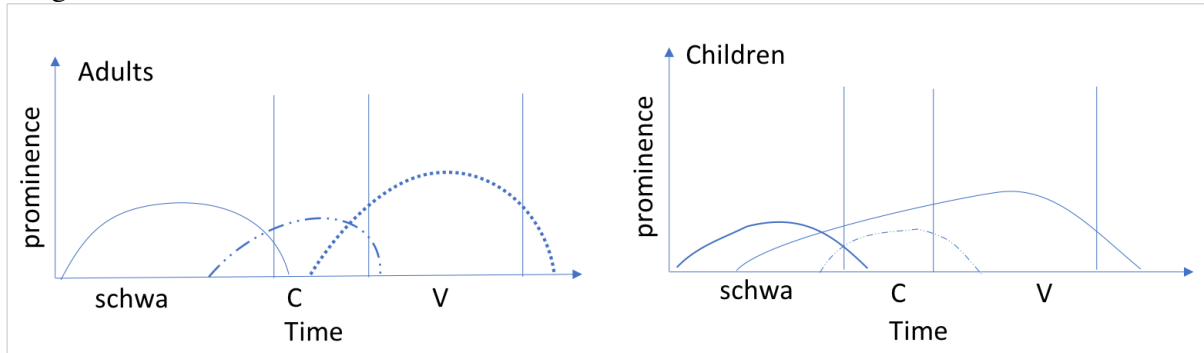 Adults
prominence
schwa
C
V
Time
Children
prominence
schwa
C
V
Time